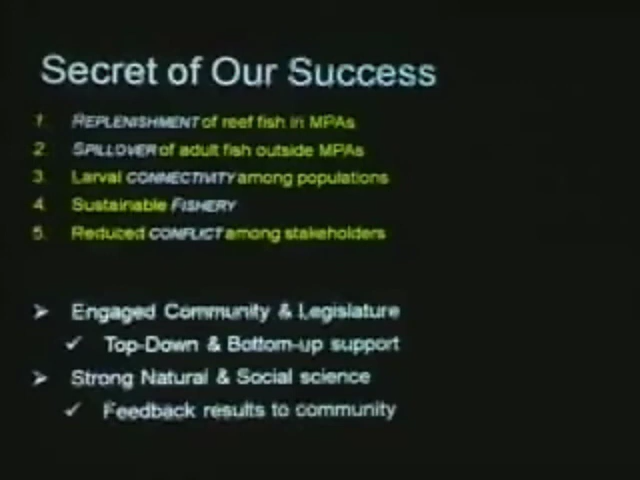 Secret of Our Success
1. REPLENISHMENT of reef fish in MPAs
2. SPILLOVER of adult fish outside MPAs
3. Larval CONNECTIVITY among populations
4. Sustainable FISHERY
5. Reduced CONFLICT among stakeholders
➢ Engaged Community & Legislature
✓ Top-Down & Bottom-up support
➢ Strong Natural & Social science
✓ Feedback results to community